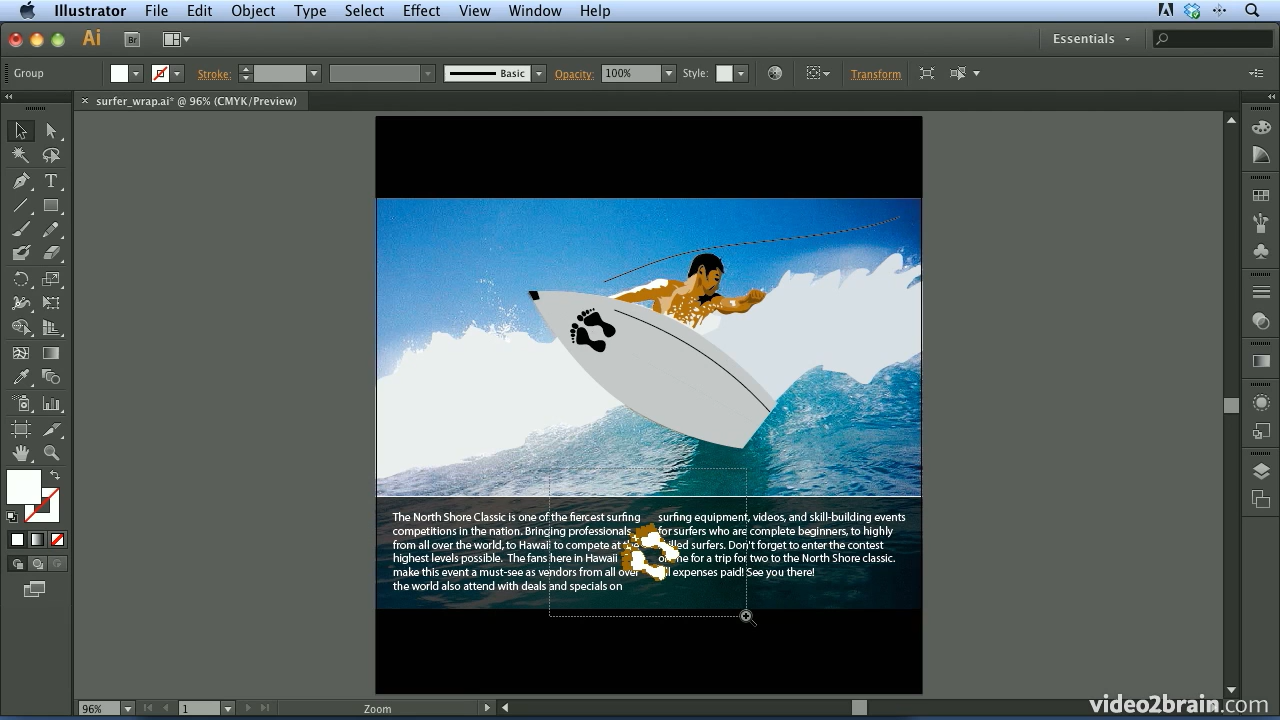 Illustrator File Edit Object Type Select Effect View Window Help
Ai Br Essentials
Group Stroke: Basic Opacity: 100% Style: Transform
× surfer_wrap.ai* @ 96% (CMYK/Preview)
The North Shore Classic is one of the fiercest surfing
competitions in the nation. Bringing professionals
from all over the world, to Hawaii to compete at the
highest levels possible. The fans here in Hawaii
make this event a must-see as vendors from all over
the world also attend with deals and specials on
surfing equipment, videos, and skill-building events
for surfers who are complete beginners, to highly
surfers. Don't forget to enter the contest
for a trip for two to the North Shore classic.
expenses paid! See you there!
96% 1 Zoom
video2brain.com